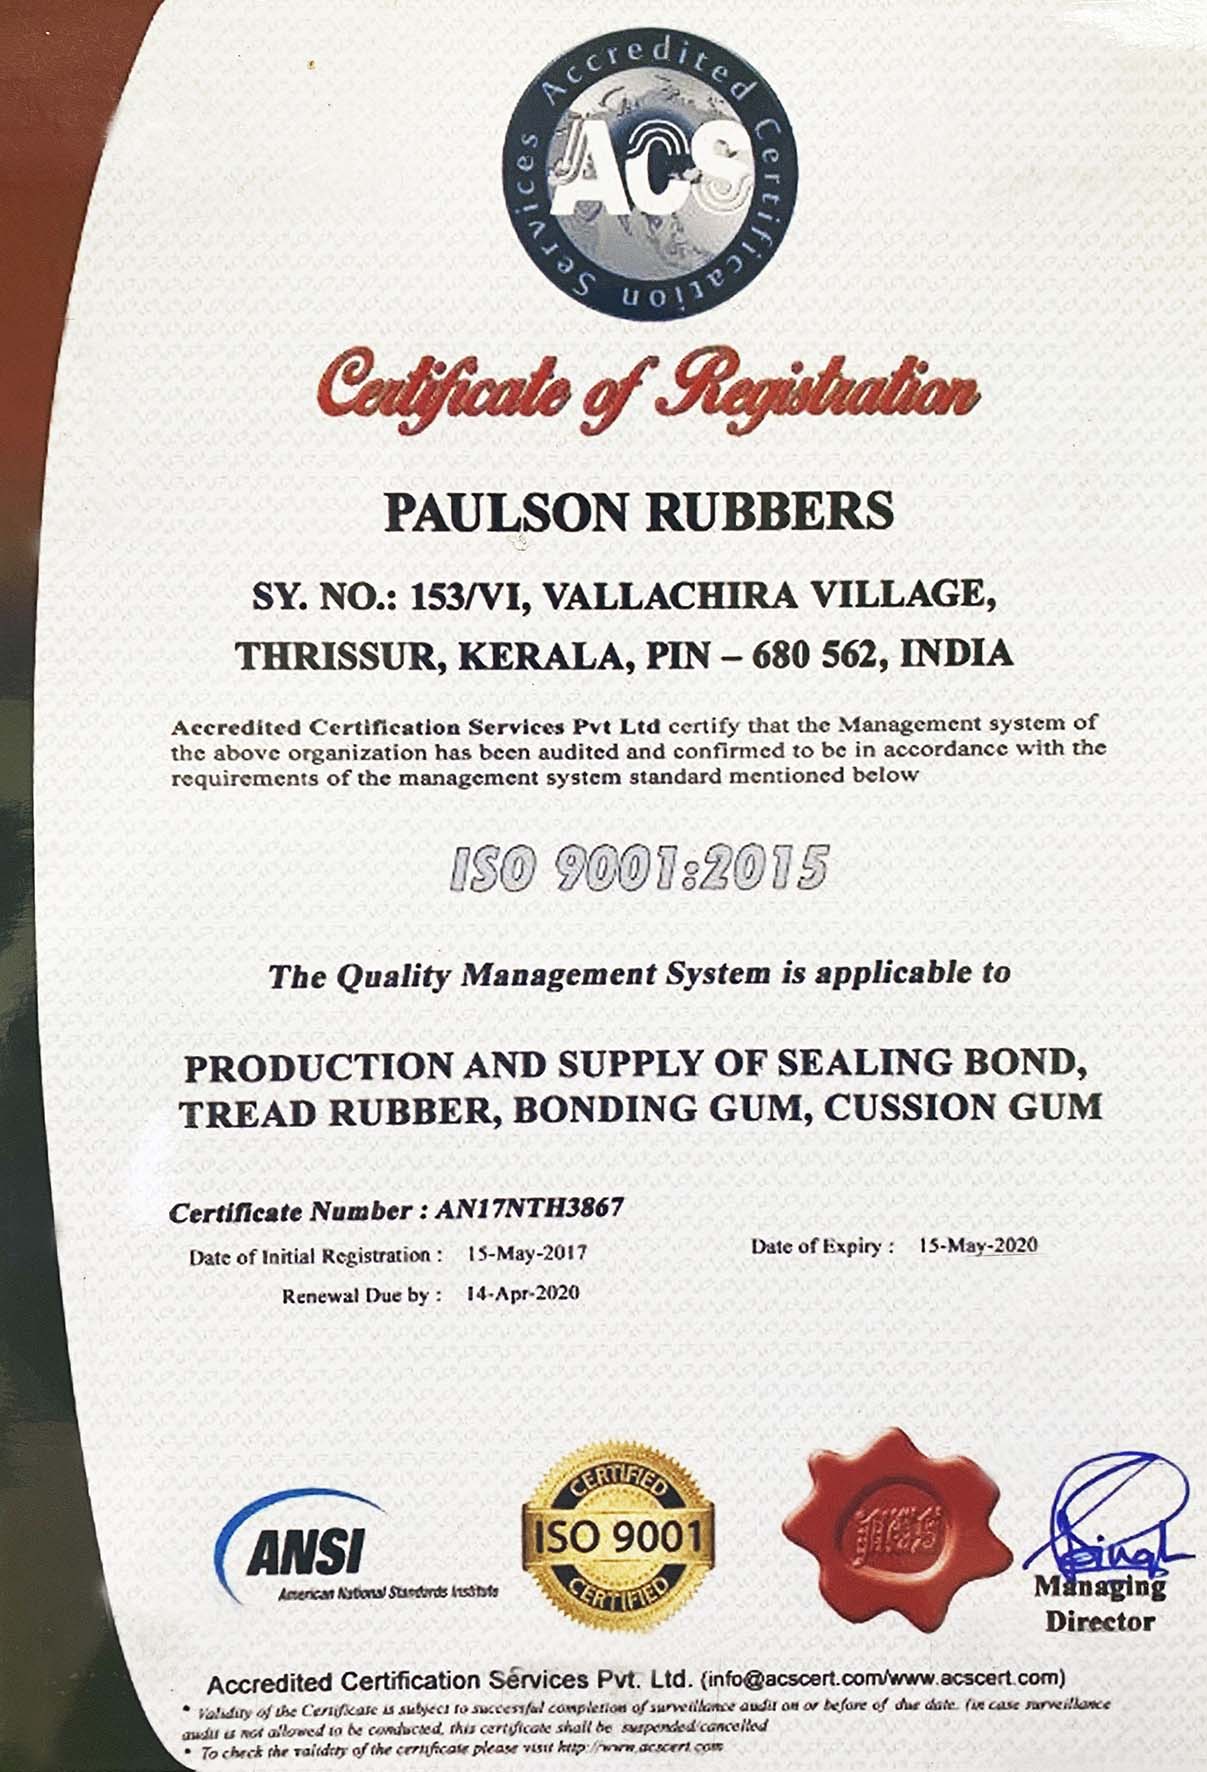 Accredited Certification Services
ACS
Certificate of Registration
PAULSON RUBBERS
SY. NO.: 153/VI, VALLACHIRA VILLAGE,
THRISSUR, KERALA, PIN – 680 562, INDIA
Accredited Certification Services Pvt Ltd certify that the Management system of
the above organization has been audited and confirmed to be in accordance with the
requirements of the management system standard mentioned below
ISO 9001:2015
The Quality Management System is applicable to
PRODUCTION AND SUPPLY OF SEALING BOND,
TREAD RUBBER, BONDING GUM, CUSSION GUM
Certificate Number : AN17NTH3867
Date of Initial Registration : 15-May-2017
Date of Expiry : 15-May-2020
Renewal Due by : 14-Apr-2020
ANSI
American National Standards Institute
CERTIFIED
ISO 9001
CERTIFIED
Managing
Director
Accredited Certification Services Pvt. Ltd. (info@acscert.com/www.acscert.com)
* Validity of the Certificate is subject to successful completion of surveillance audit on or before of due date. (in case surveillance
audit is not allowed to be conducted, this certificate shall be suspended/cancelled
* To check the validity of the certificate please visit http://www.acscert.com